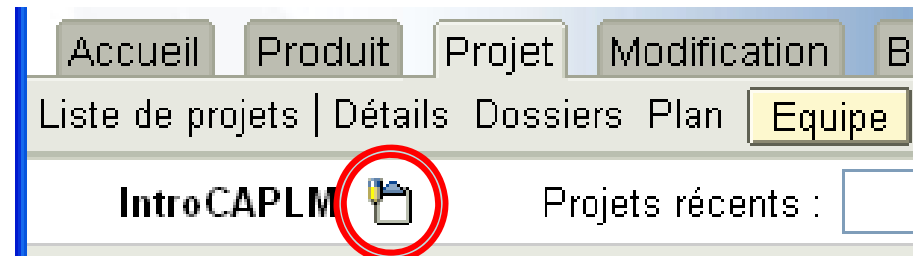 Accueil Produit Projet Modification B
Liste de projets | Détails Dossiers Plan Equipe
IntroCAPLM Projets récents :